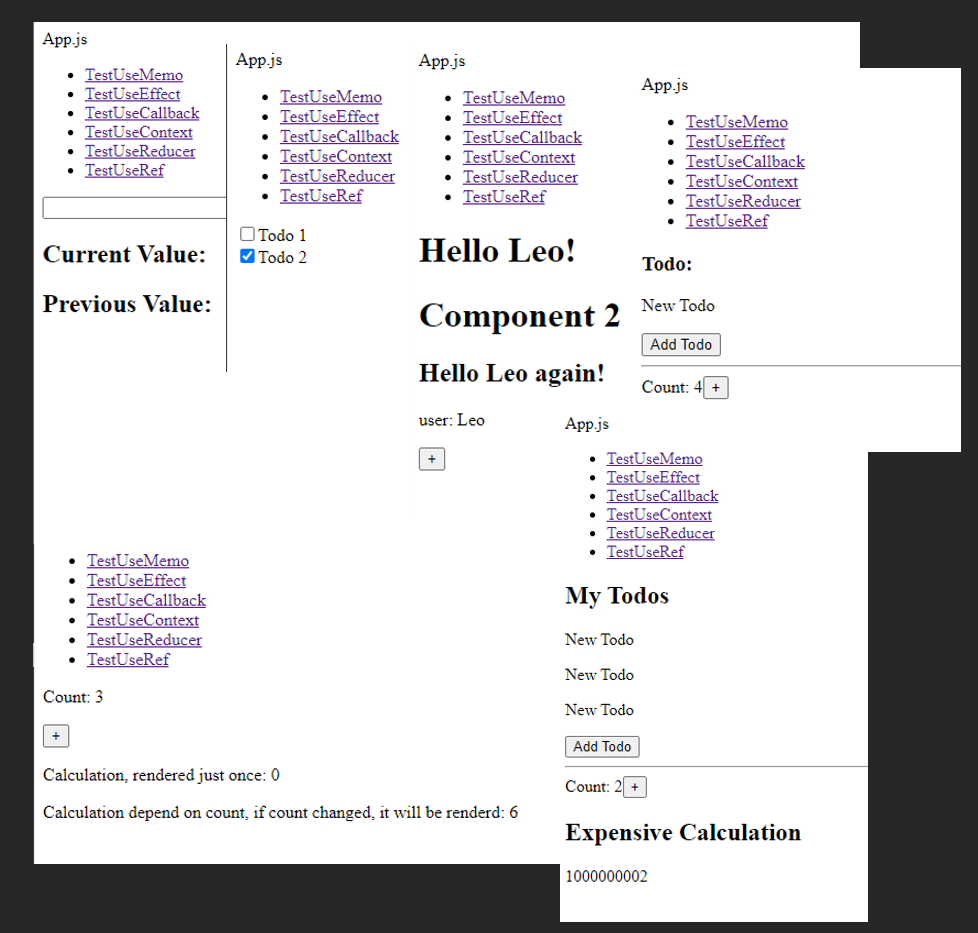 App.js
TestUseMemo
TestUseEffect
TestUseCallback
TestUseContext
TestUseReducer
TestUseRef
Current Value:
Previous Value:
App.js
TestUseMemo
TestUseEffect
TestUseCallback
TestUseContext
TestUseReducer
TestUseRef
Todo 1
Todo 2
App.js
TestUseMemo
TestUseEffect
TestUseCallback
TestUseContext
TestUseReducer
TestUseRef
Hello Leo!
Component 2
Hello Leo again!
user: Leo
+
App.js
TestUseMemo
TestUseEffect
TestUseCallback
TestUseContext
TestUseReducer
TestUseRef
Todo:
New Todo
Add Todo
Count: 4 +
TestUseMemo
TestUseEffect
TestUseCallback
TestUseContext
TestUseReducer
TestUseRef
Count: 3
+
Calculation, rendered just once: 0
Calculation depend on count, if count changed, it will be renderd: 6
App.js
TestUseMemo
TestUseEffect
TestUseCallback
TestUseContext
TestUseReducer
TestUseRef
My Todos
New Todo
New Todo
New Todo
Add Todo
Count: 2 +
Expensive Calculation
1000000002